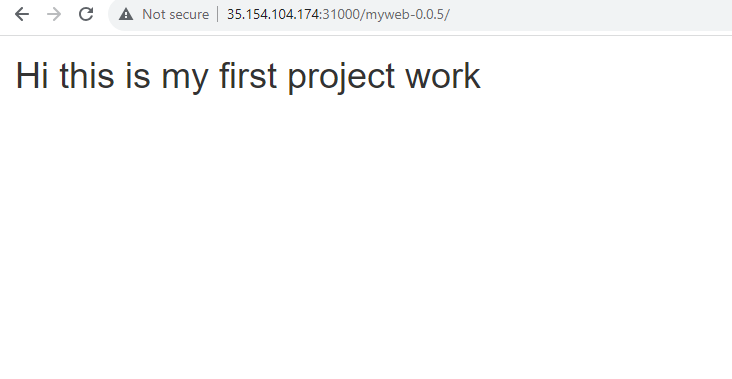 Not secure 35.154.104.174:31000/myweb-0.0.5/
Hi this is my first project work